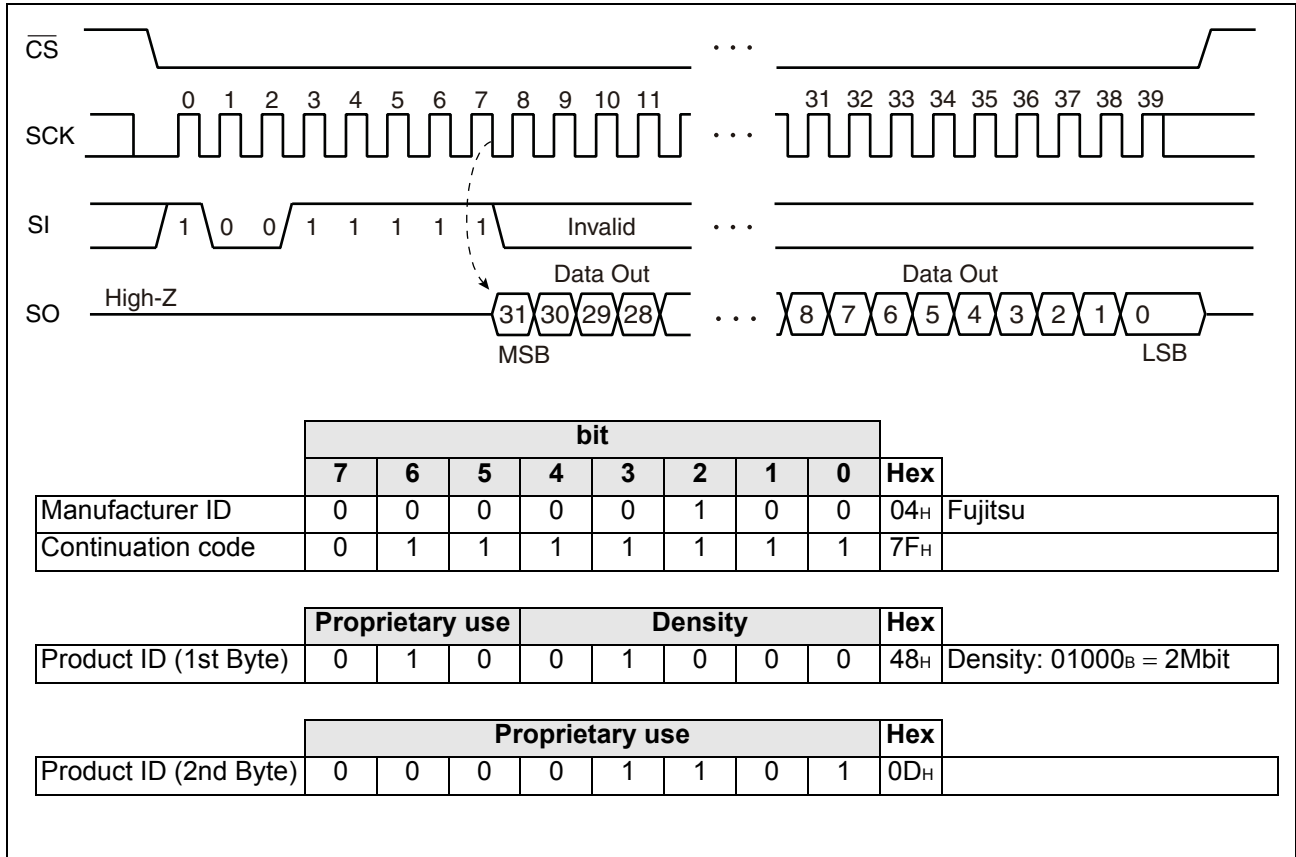 CS
. . .
0 1 2 3 4 5 6 7 8 9 10 11 31 32 33 34 35 36 37 38 39
SCK
. . .
SI 1 0 0 1 1 1 1 1 Invalid . . .
Data Out Data Out
High-Z
SO 31 30 29 28 . . . 8 7 6 5 4 3 2 1 0
MSB LSB
bit
7 6 5 4 3 2 1 0 Hex
Manufacturer ID 0 0 0 0 0 1 0 0 04H Fujitsu
Continuation code 0 1 1 1 1 1 1 1 7FH
Proprietary use Density Hex
Product ID (1st Byte) 0 1 0 0 1 0 0 0 48H Density: 01000B = 2Mbit
Proprietary use Hex
Product ID (2nd Byte) 0 0 0 0 1 1 0 1 0DH